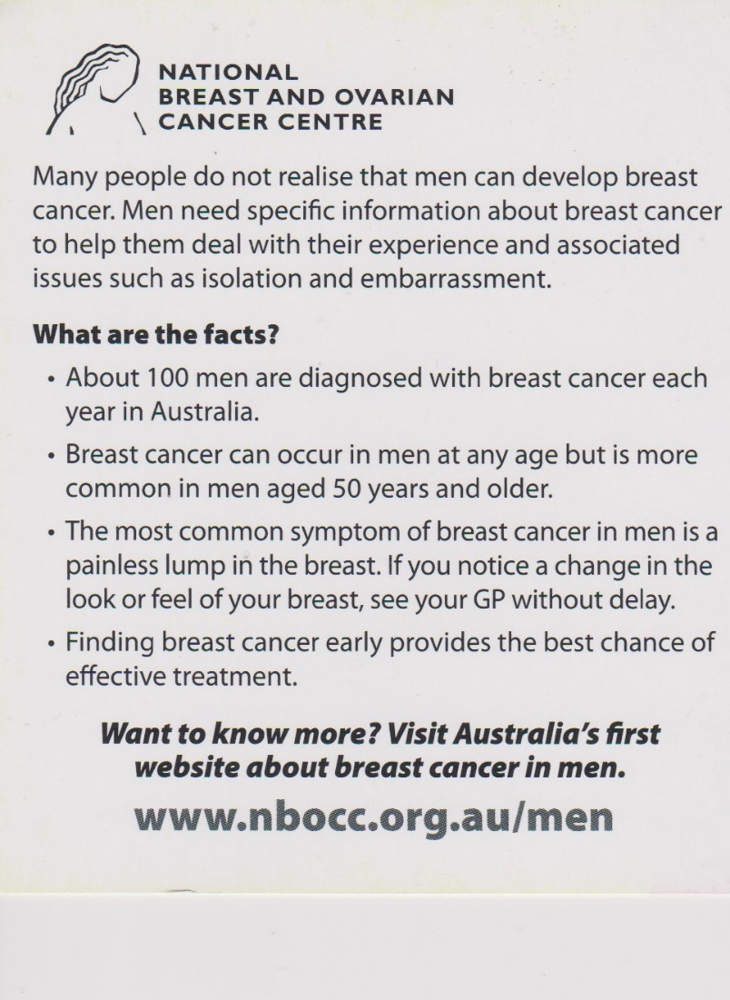 NATIONAL
BREAST AND OVARIAN
CANCER CENTRE
Many people do not realise that men can develop breast
cancer. Men need specific information about breast cancer
to help them deal with their experience and associated
issues such as isolation and embarrassment.
What are the facts?
• About 100 men are diagnosed with breast cancer each
year in Australia.
• Breast cancer can occur in men at any age but is more
common in men aged 50 years and older.
• The most common symptom of breast cancer in men is a
painless lump in the breast. If you notice a change in the
look or feel of your breast, see your GP without delay.
• Finding breast cancer early provides the best chance of
effective treatment.
Want to know more? Visit Australia's first
website about breast cancer in men.
www.nbocc.org.au/men